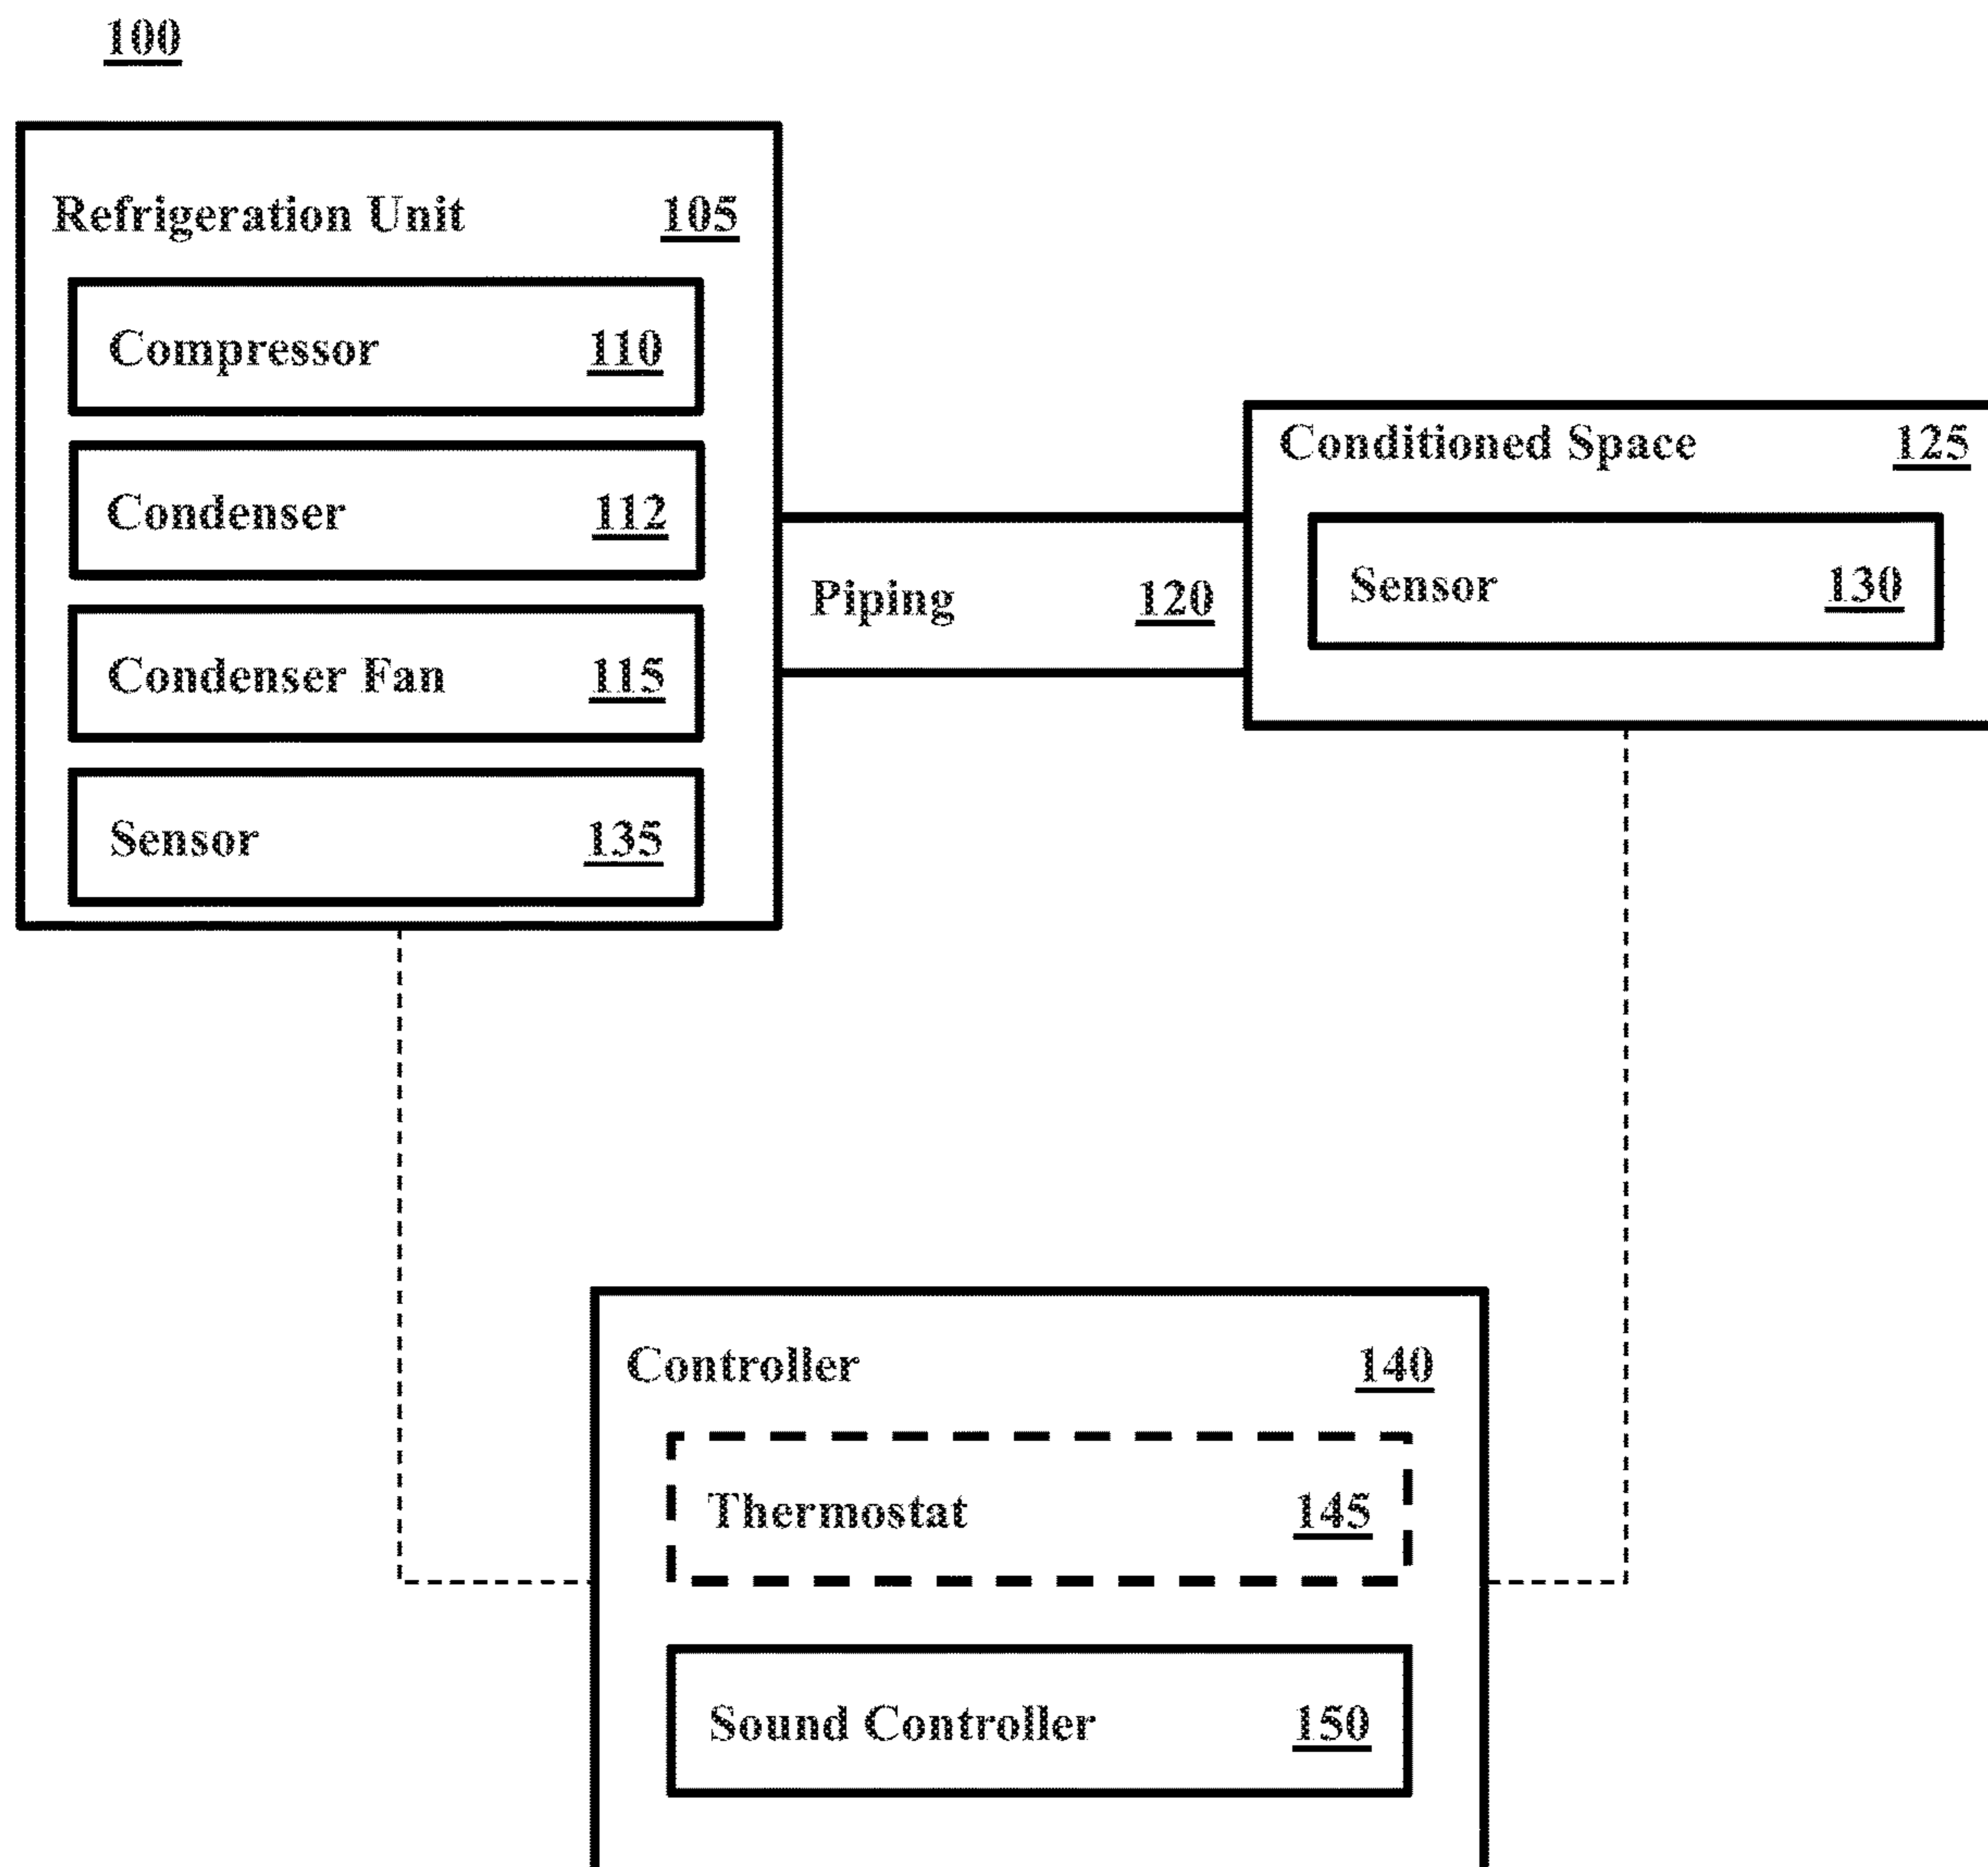 100
Refrigeration Unit 105
Compressor 110
Condenser 112
Condenser Fan 115
Sensor 135
Piping 120
Conditioned Space 125
Sensor 130
Controller 140
Thermostat 145
Sound Controller 150